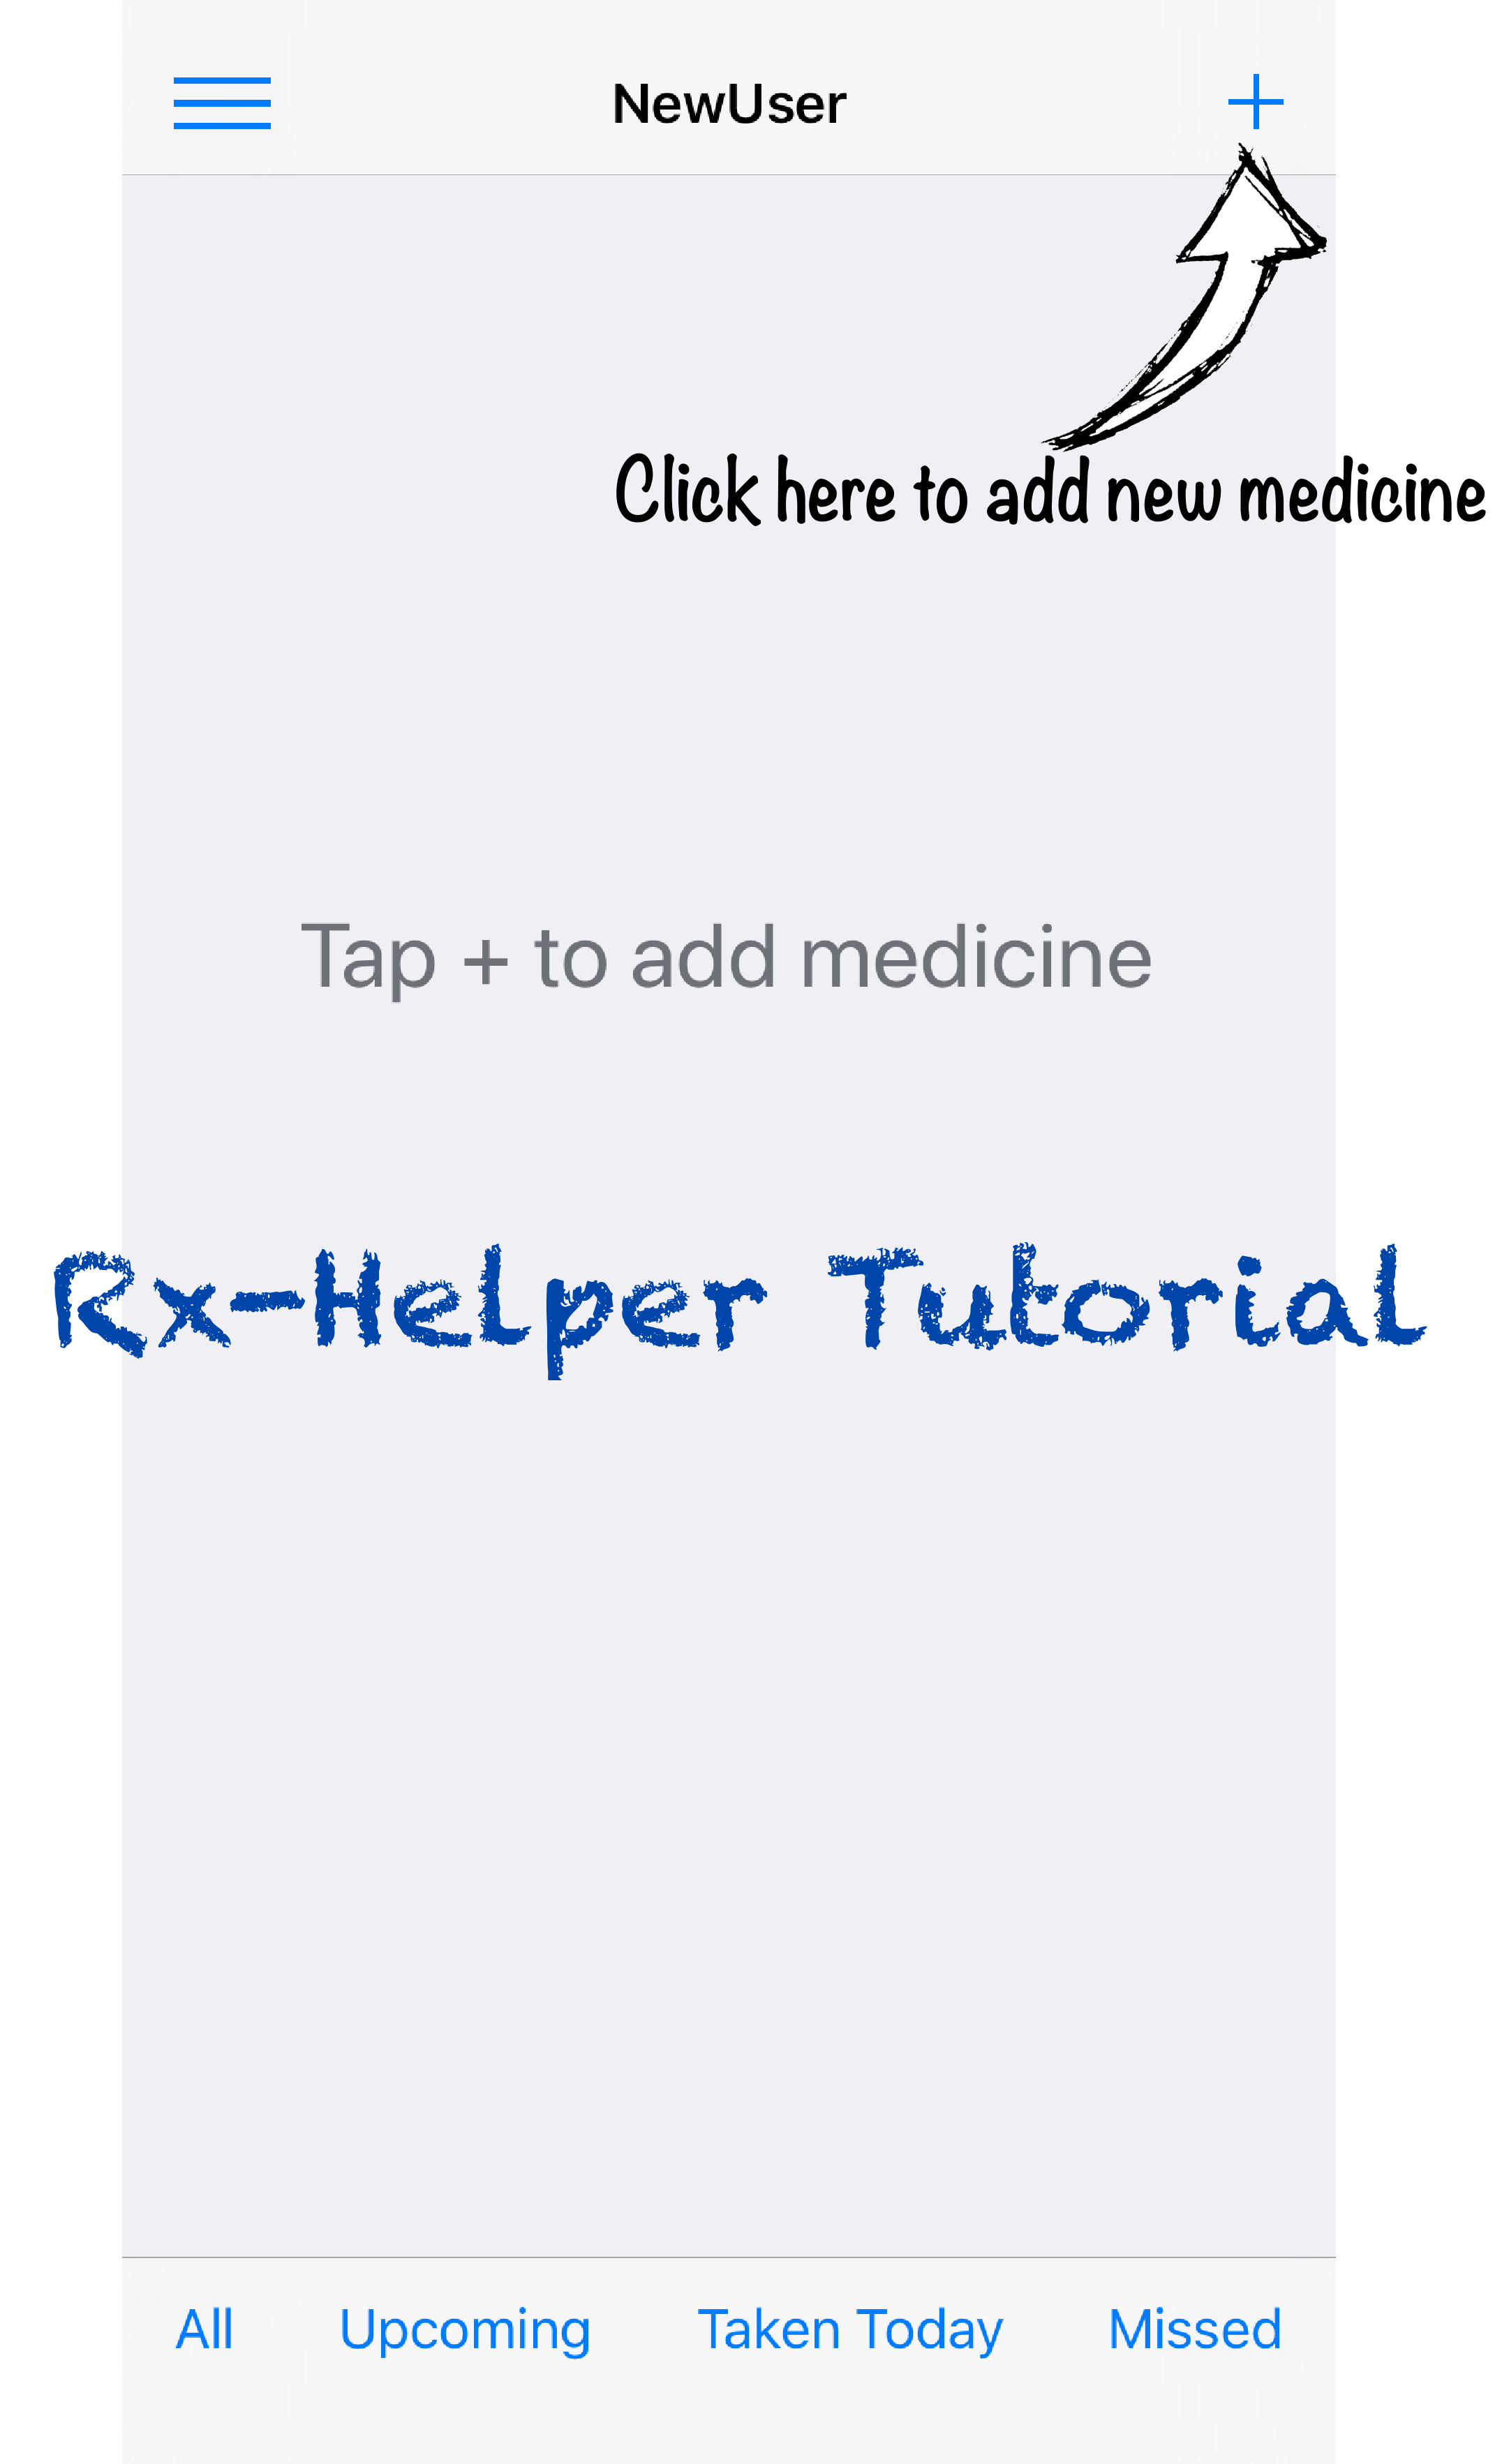 NewUser +
Click here to add new medicine
Tap + to add medicine
Rx-Helper Tutorial
All Upcoming Taken Today Missed